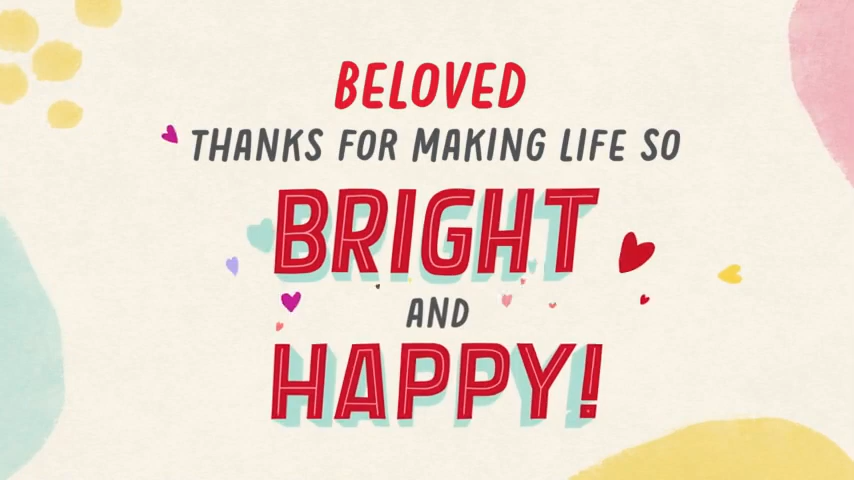 BELOVED
THANKS FOR MAKING LIFE SO
BRIGHT
AND
HAPPY!